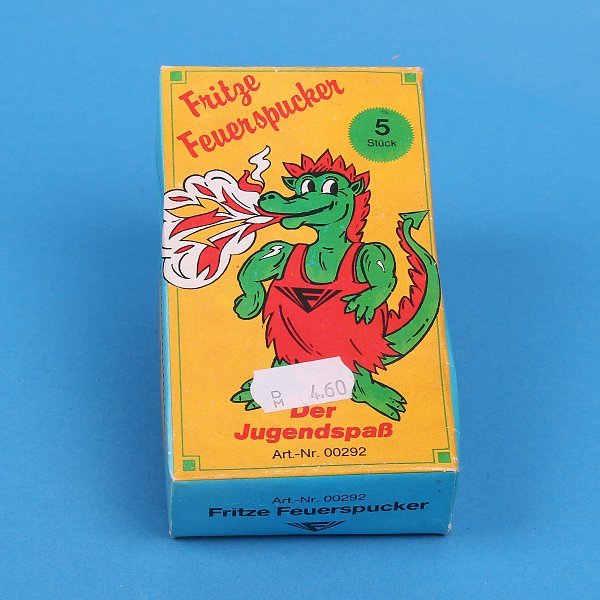 Fritze
Feuerspucker
5
Stück
F
DM 4.60
Der
Jugendspaß
Art.-Nr. 00292
Art.-Nr. 00292
Fritze Feuerspucker
F